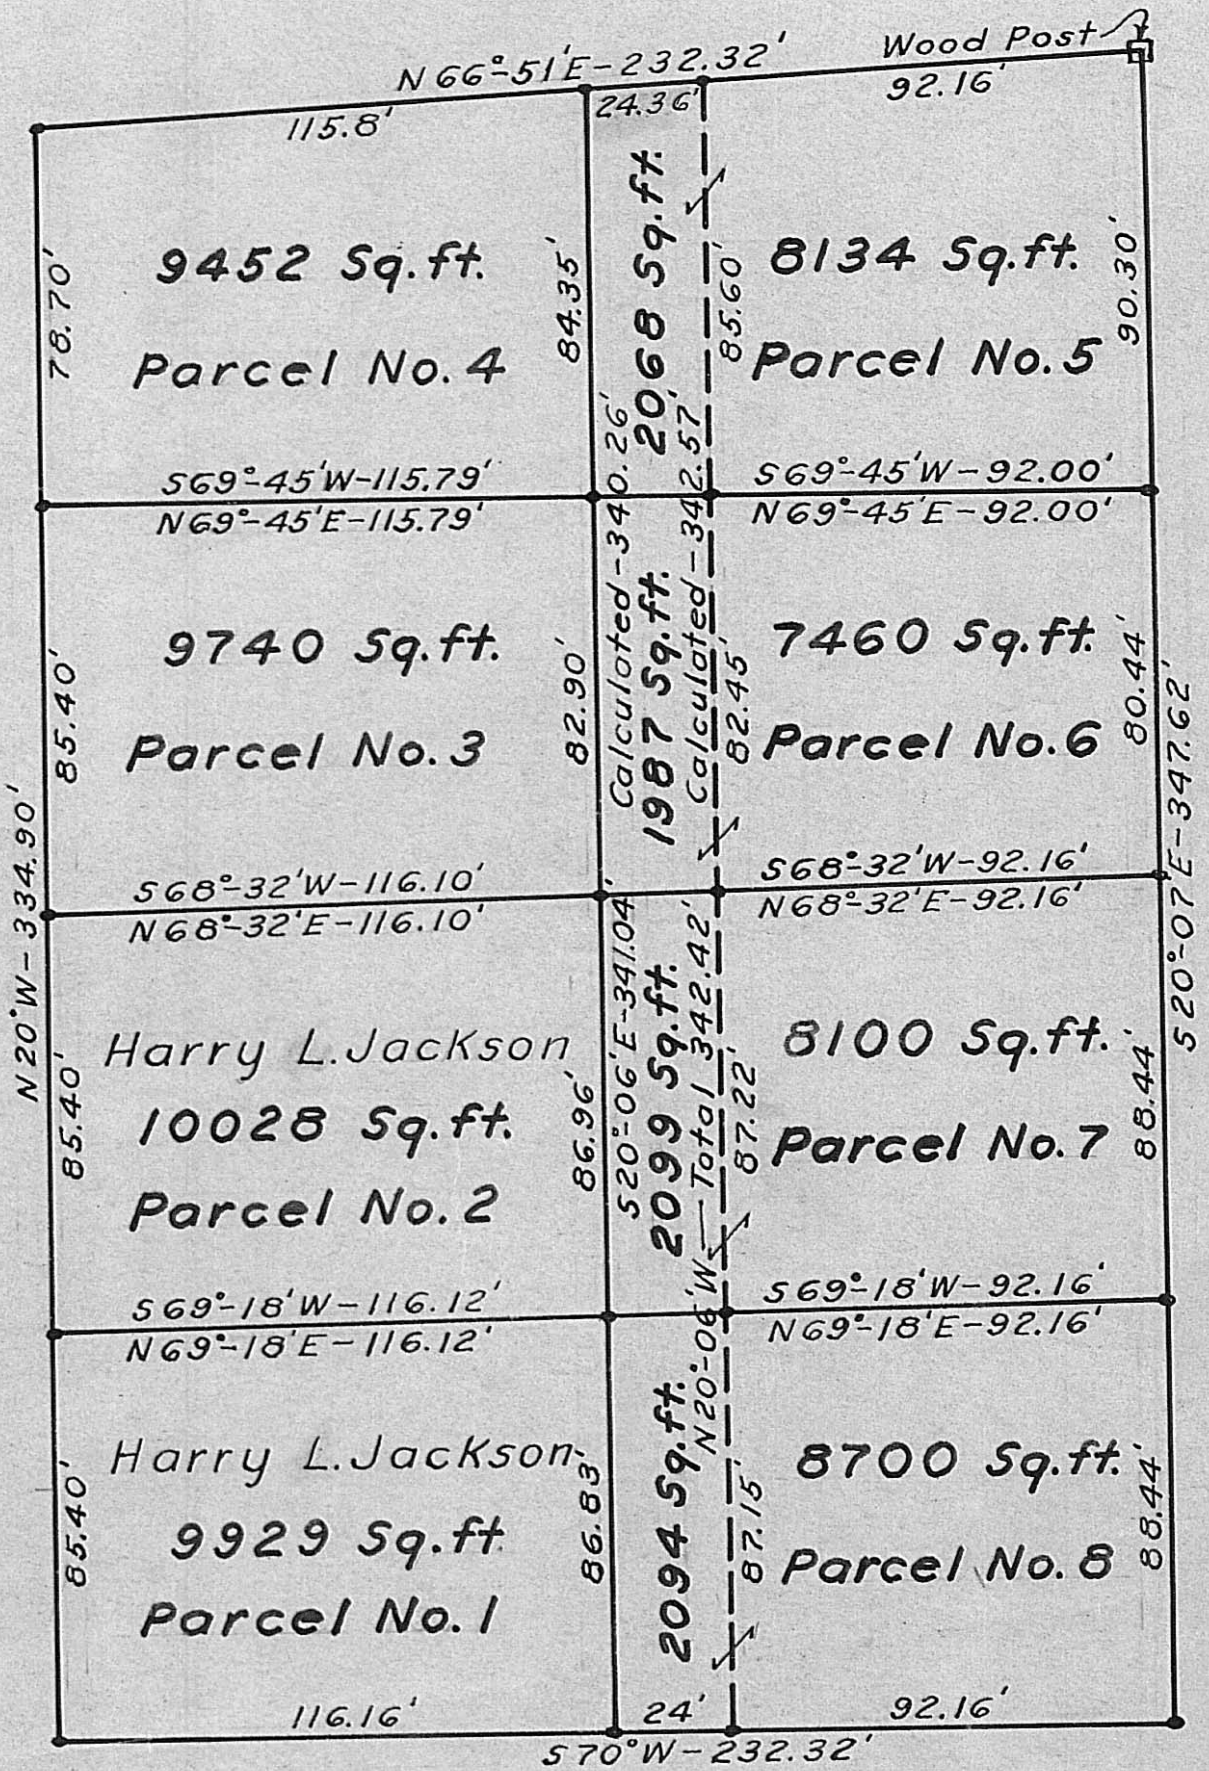 Wood Post
N66°-51'E-232.32'
115.8'
24.36'
92.16'
78.70'
9452 Sq.ft.
Parcel No. 4
84.35'
2068 Sq.ft.
85.60'
8134 Sq.ft.
Parcel No. 5
90.30'
S69°-45'W-115.79'
N69°-45'E-115.79'
S69°-45'W-92.00'
N69°-45'E-92.00'
85.40'
9740 Sq.ft.
Parcel No. 3
82.90'
Calculated-340.26'
1987 Sq.ft.
Calculated-342.57'
82.45'
7460 Sq.ft.
Parcel No. 6
80.44'
S20°-07'E-347.62'
N20°W-334.90'
S68°-32'W-116.10'
N68°-32'E-116.10'
S68°-32'W-92.16'
N68°-32'E-92.16'
85.40'
Harry L. Jackson
10028 Sq.ft.
Parcel No. 2
86.96'
S20°-06'E-341.04'
2099 Sq.ft.
N20°-06'W-Total 342.42'
87.22'
8100 Sq.ft.
Parcel No. 7
88.44'
S69°-18'W-116.12'
N69°-18'E-116.12'
S69°-18'W-92.16'
N69°-18'E-92.16'
85.40'
Harry L. Jackson
9929 Sq.ft
Parcel No. 1
86.83'
2094 Sq.ft.
87.15'
8700 Sq.ft.
Parcel No. 8
88.44'
116.16'
24'
92.16'
S70°W-232.32'